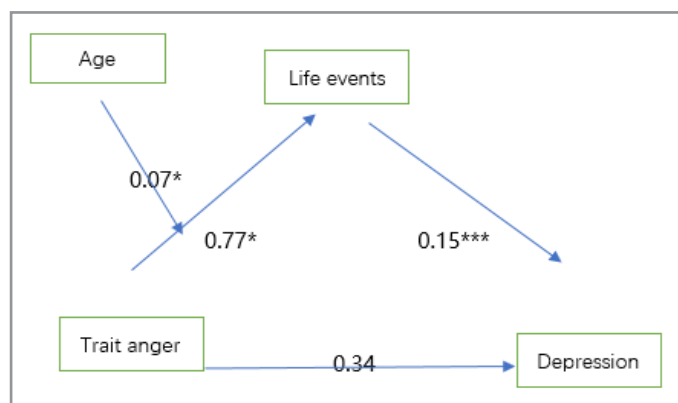 Age
Life events
0.07*
0.77*
0.15***
Trait anger
0.34
Depression